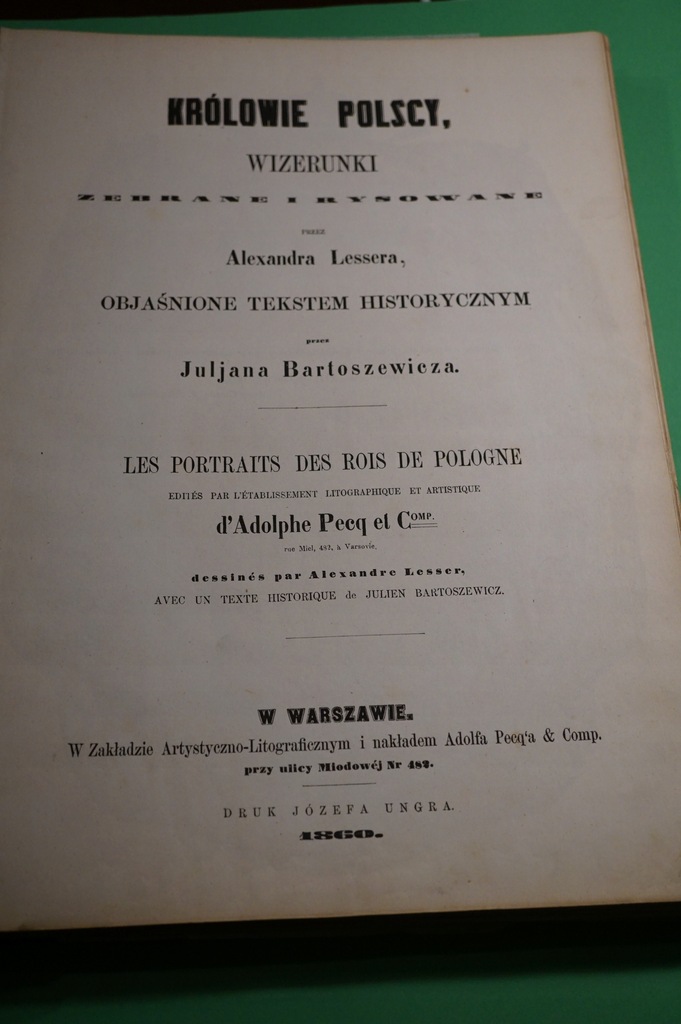 KRÓLOWIE POLSCY,
WIZERUNKI
ZEBRANE I RYSOWANE
PRZEZ
Alexandra Lessera,
OBJAŚNIONE TEKSTEM HISTORYCZNYM
przez
Juljana Bartoszewicza.
LES PORTRAITS DES ROIS DE POLOGNE
EDITÉS PAR L'ÉTABLISSEMENT LITOGRAPHIQUE ET ARTISTIQUE
d'Adolphe Pecq et COMP.
rue Miel, 482, à Varsovie,
dessinés par Alexandre Lesser,
AVEC UN TEXTE HISTORIQUE de JULIEN BARTOSZEWICZ.
W WARSZAWIE.
W Zakładzie Artystyczno-Litograficznym i nakładem Adolfa Pecq'a & Comp.
przy ulicy Miodowéj Nr 482.
DRUK JÓZEFA UNGRA.
1860.